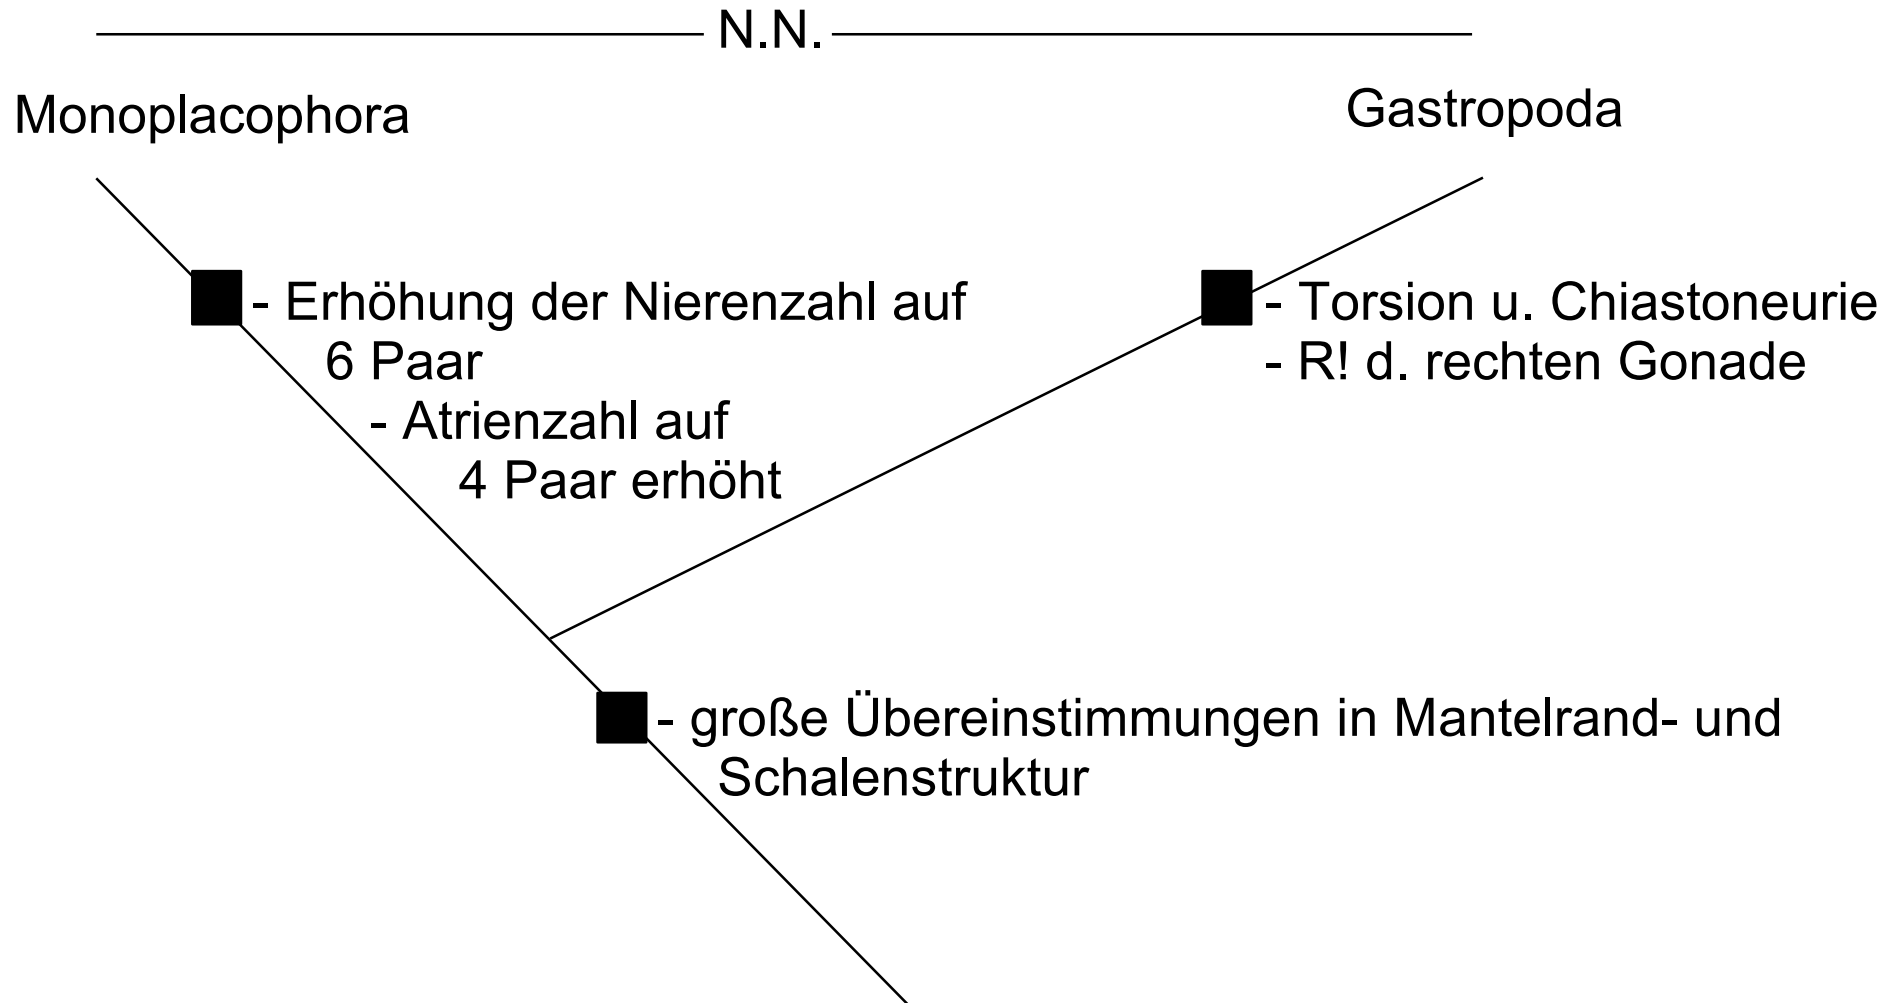 N.N.
Monoplacophora
Gastropoda
- Erhöhung der Nierenzahl auf
6 Paar
- Atrienzahl auf
4 Paar erhöht
- Torsion u. Chiastoneurie
- R! d. rechten Gonade
- große Übereinstimmungen in Mantelrand- und
Schalenstruktur